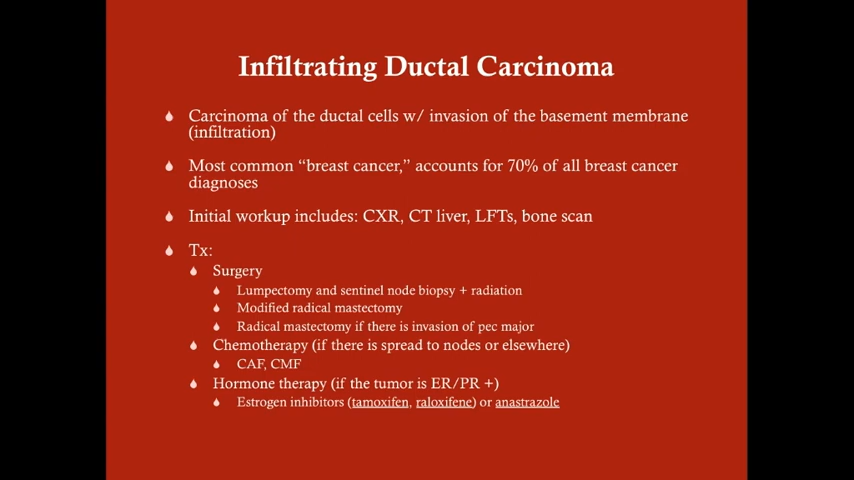 Infiltrating Ductal Carcinoma
Carcinoma of the ductal cells w/ invasion of the basement membrane
(infiltration)
Most common “breast cancer,” accounts for 70% of all breast cancer
diagnoses
Initial workup includes: CXR, CT liver, LFTs, bone scan
Tx:
Surgery
Lumpectomy and sentinel node biopsy + radiation
Modified radical mastectomy
Radical mastectomy if there is invasion of pec major
Chemotherapy (if there is spread to nodes or elsewhere)
CAF, CMF
Hormone therapy (if the tumor is ER/PR +)
Estrogen inhibitors (tamoxifen, raloxifene) or anastrazole